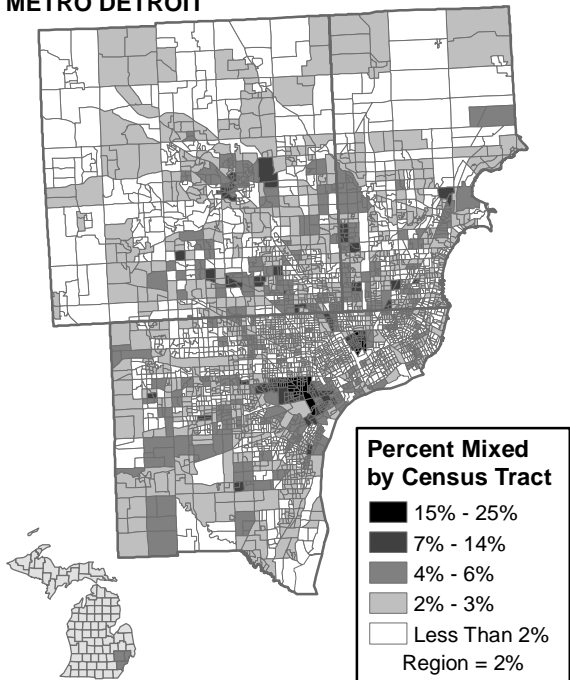 METRO DETROIT
Percent Mixed
by Census Tract
15% - 25%
7% - 14%
4% - 6%
2% - 3%
Less Than 2%
Region = 2%